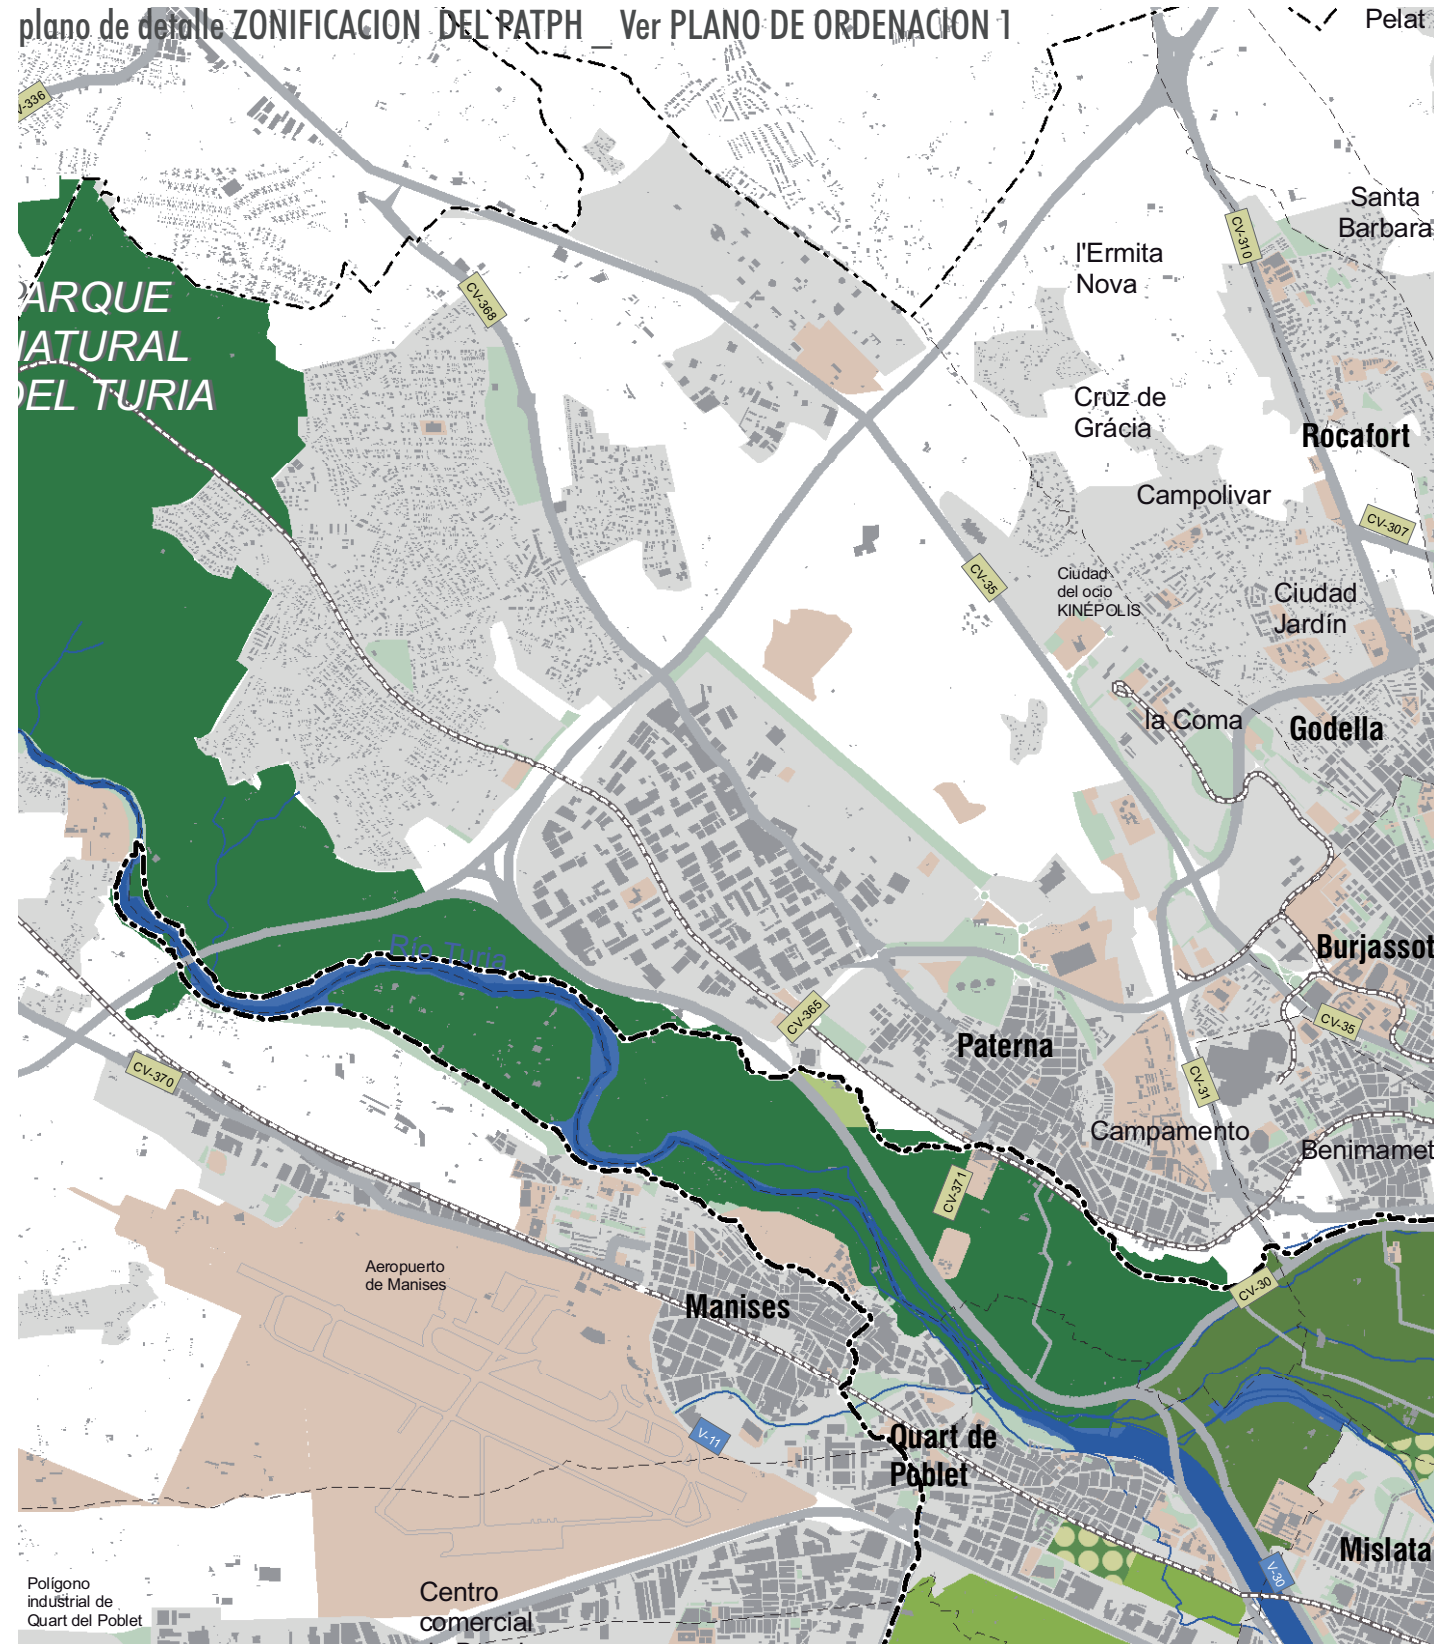 plano de detalle ZONIFICACION DEL PATPH _ Ver PLANO DE ORDENACION 1
Pelat
V-336
Santa
Barbara
CV-310
l'Ermita
Nova
CV-368
PARQUE
NATURAL
DEL TURIA
Cruz de
Grácia
Rocafort
Campolivar
CV-307
CV-35
Ciudad
del ocio
KINÉPOLIS
Ciudad
Jardín
la Coma
Godella
Río Turia
Burjassot
CV-365
CV-35
Paterna
CV-370
CV-31
Campamento
Benimamet
CV-371
Aeropuerto
de Manises
CV-30
Manises
V-11
Quart de
Poblet
Mislata
V-30
Polígono
industrial de
Quart del Poblet
Centro
comercial